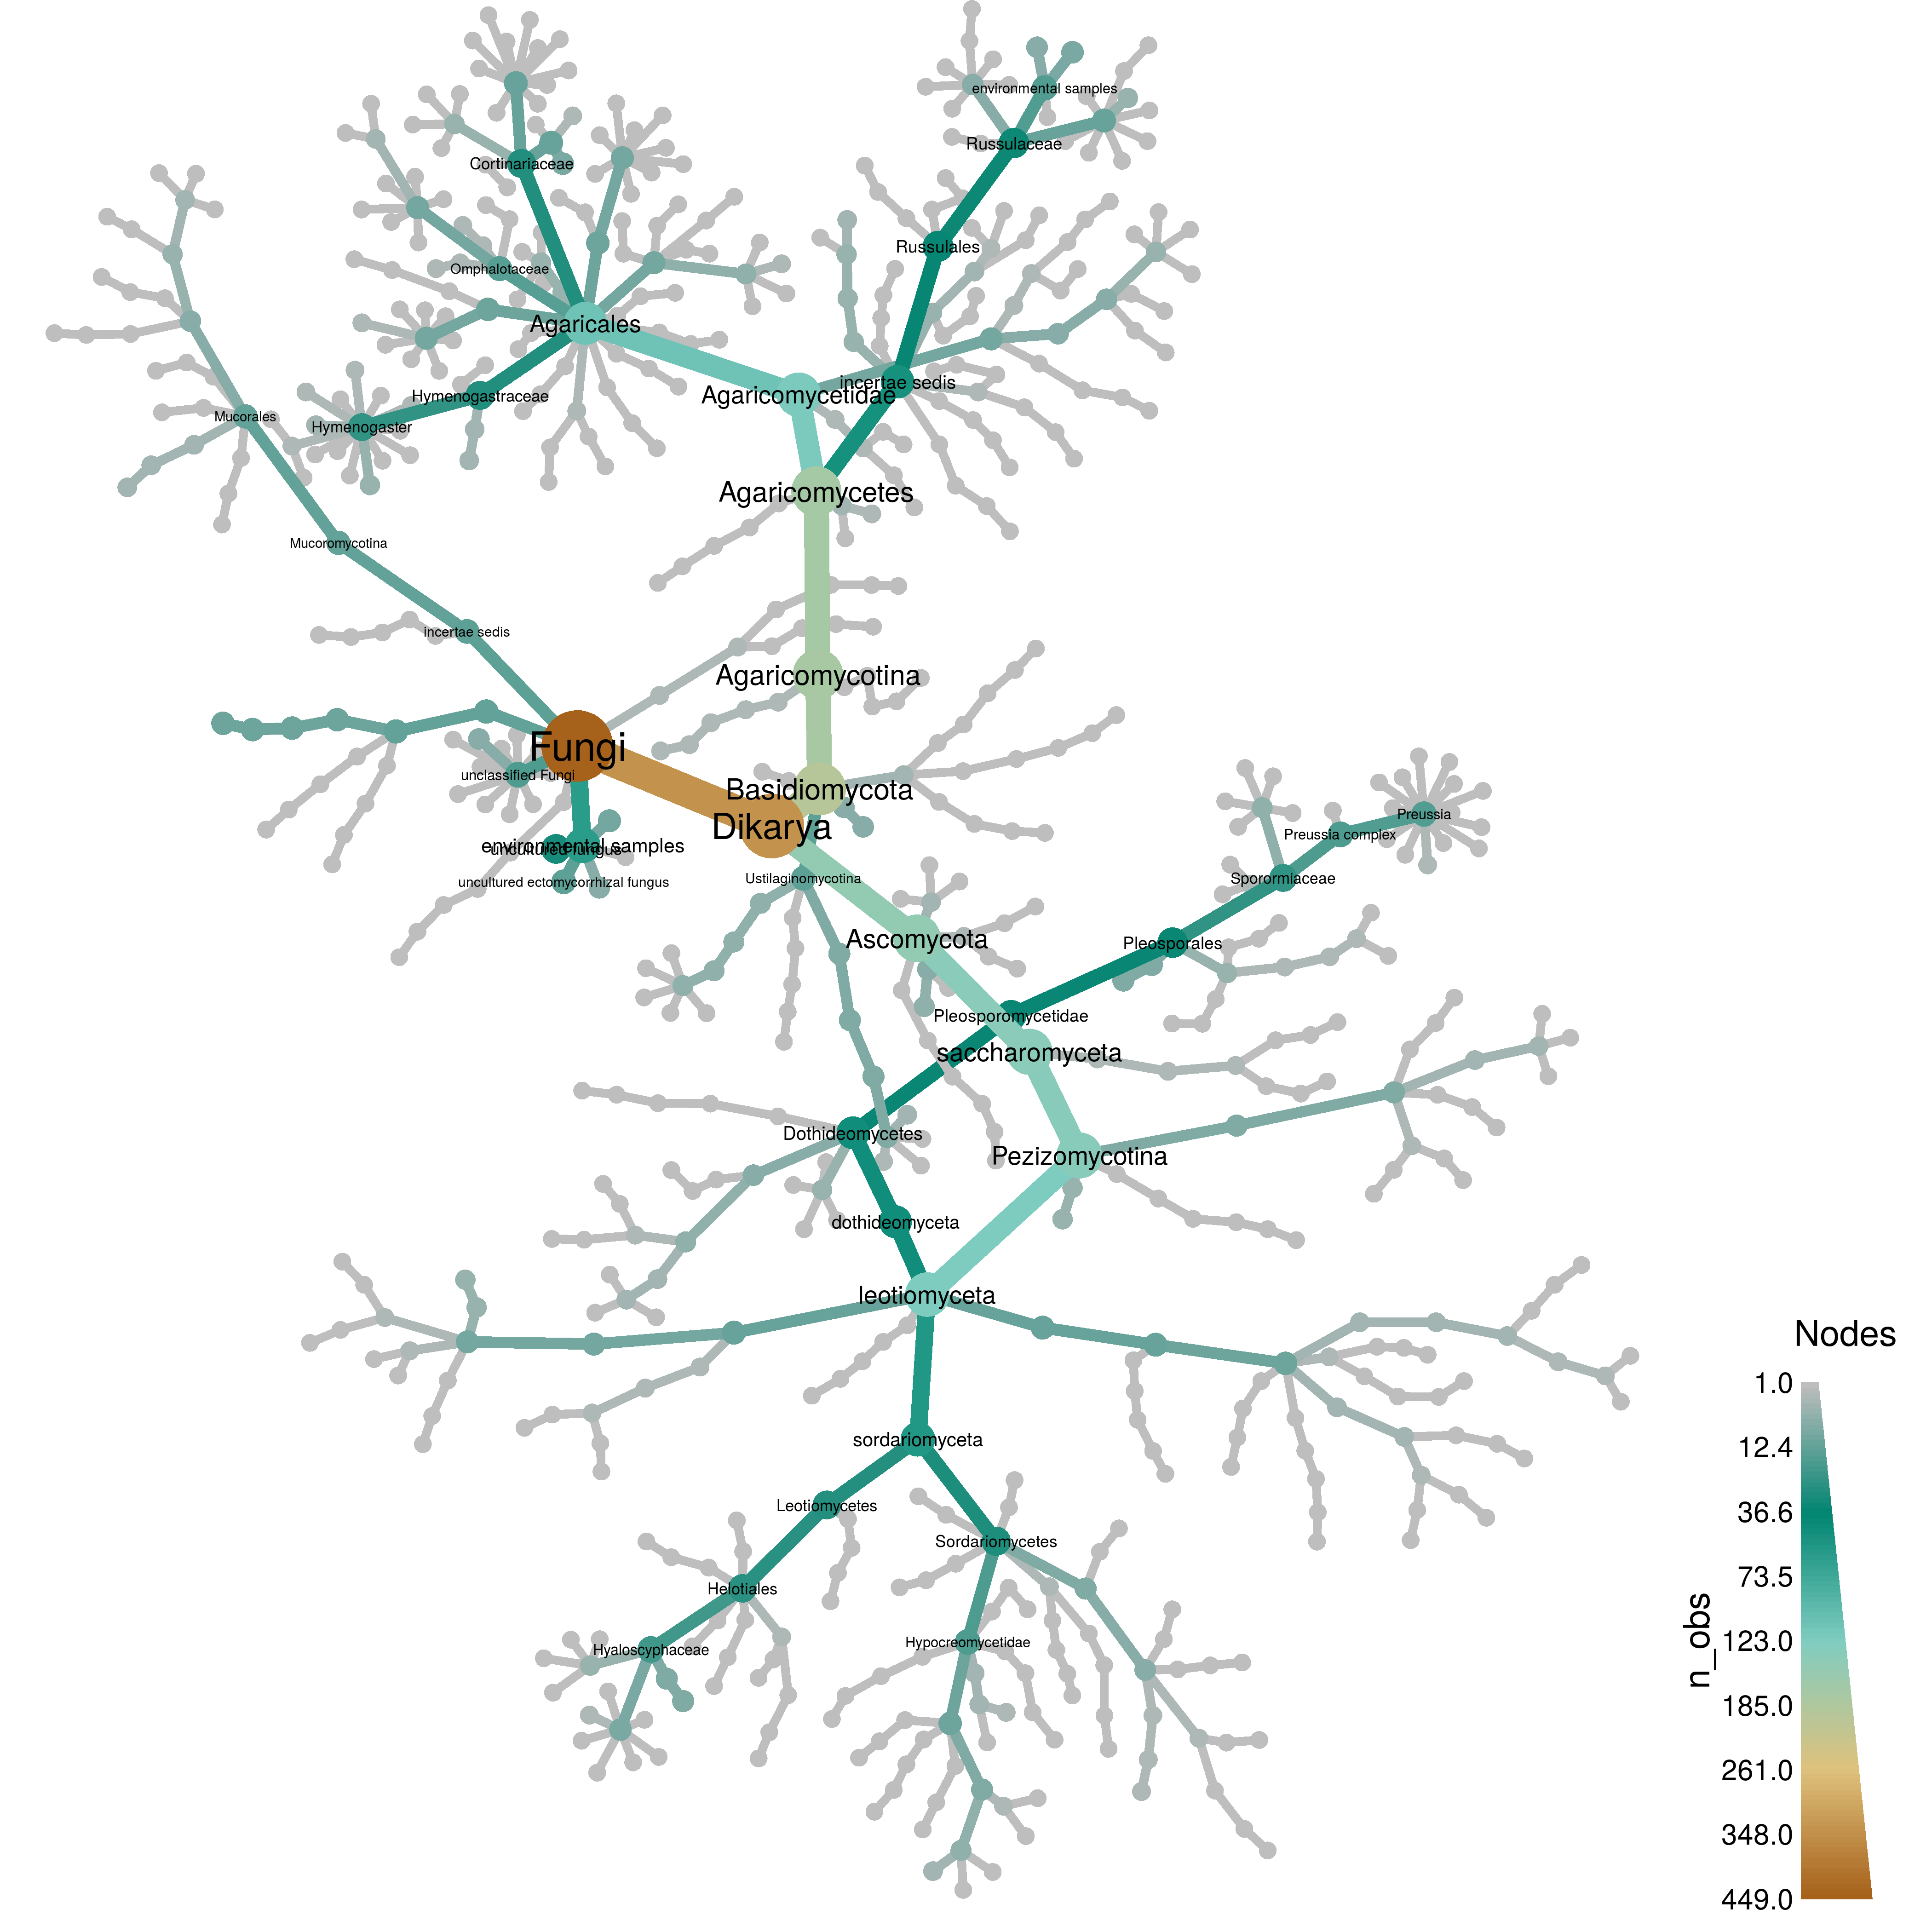 environmental samples
Russulaceae
Cortinariaceae
Russulales
Omphalotaceae
Agaricales
incertae sedis
Agaricomycetidae
Hymenogastraceae
Mucorales
Hymenogaster
Agaricomycetes
Mucoromycotina
incertae sedis
Agaricomycotina
Fungi
unclassified Fungi
Basidiomycota
Dikarya
Preussia
Preussia complex
environmental samples
uncultured fungus
uncultured ectomycorrhizal fungus
Ustilaginomycotina
Sporormiaceae
Ascomycota
Pleosporales
Pleosporomycetidae
saccharomyceta
Dothideomycetes
Pezizomycotina
dothideomyceta
leotiomyceta
sordariomyceta
Leotiomycetes
Sordariomycetes
Helotiales
Hyaloscyphaceae
Hypocreomycetidae
Nodes
n_obs
1.0
12.4
36.6
73.5
123.0
185.0
261.0
348.0
449.0